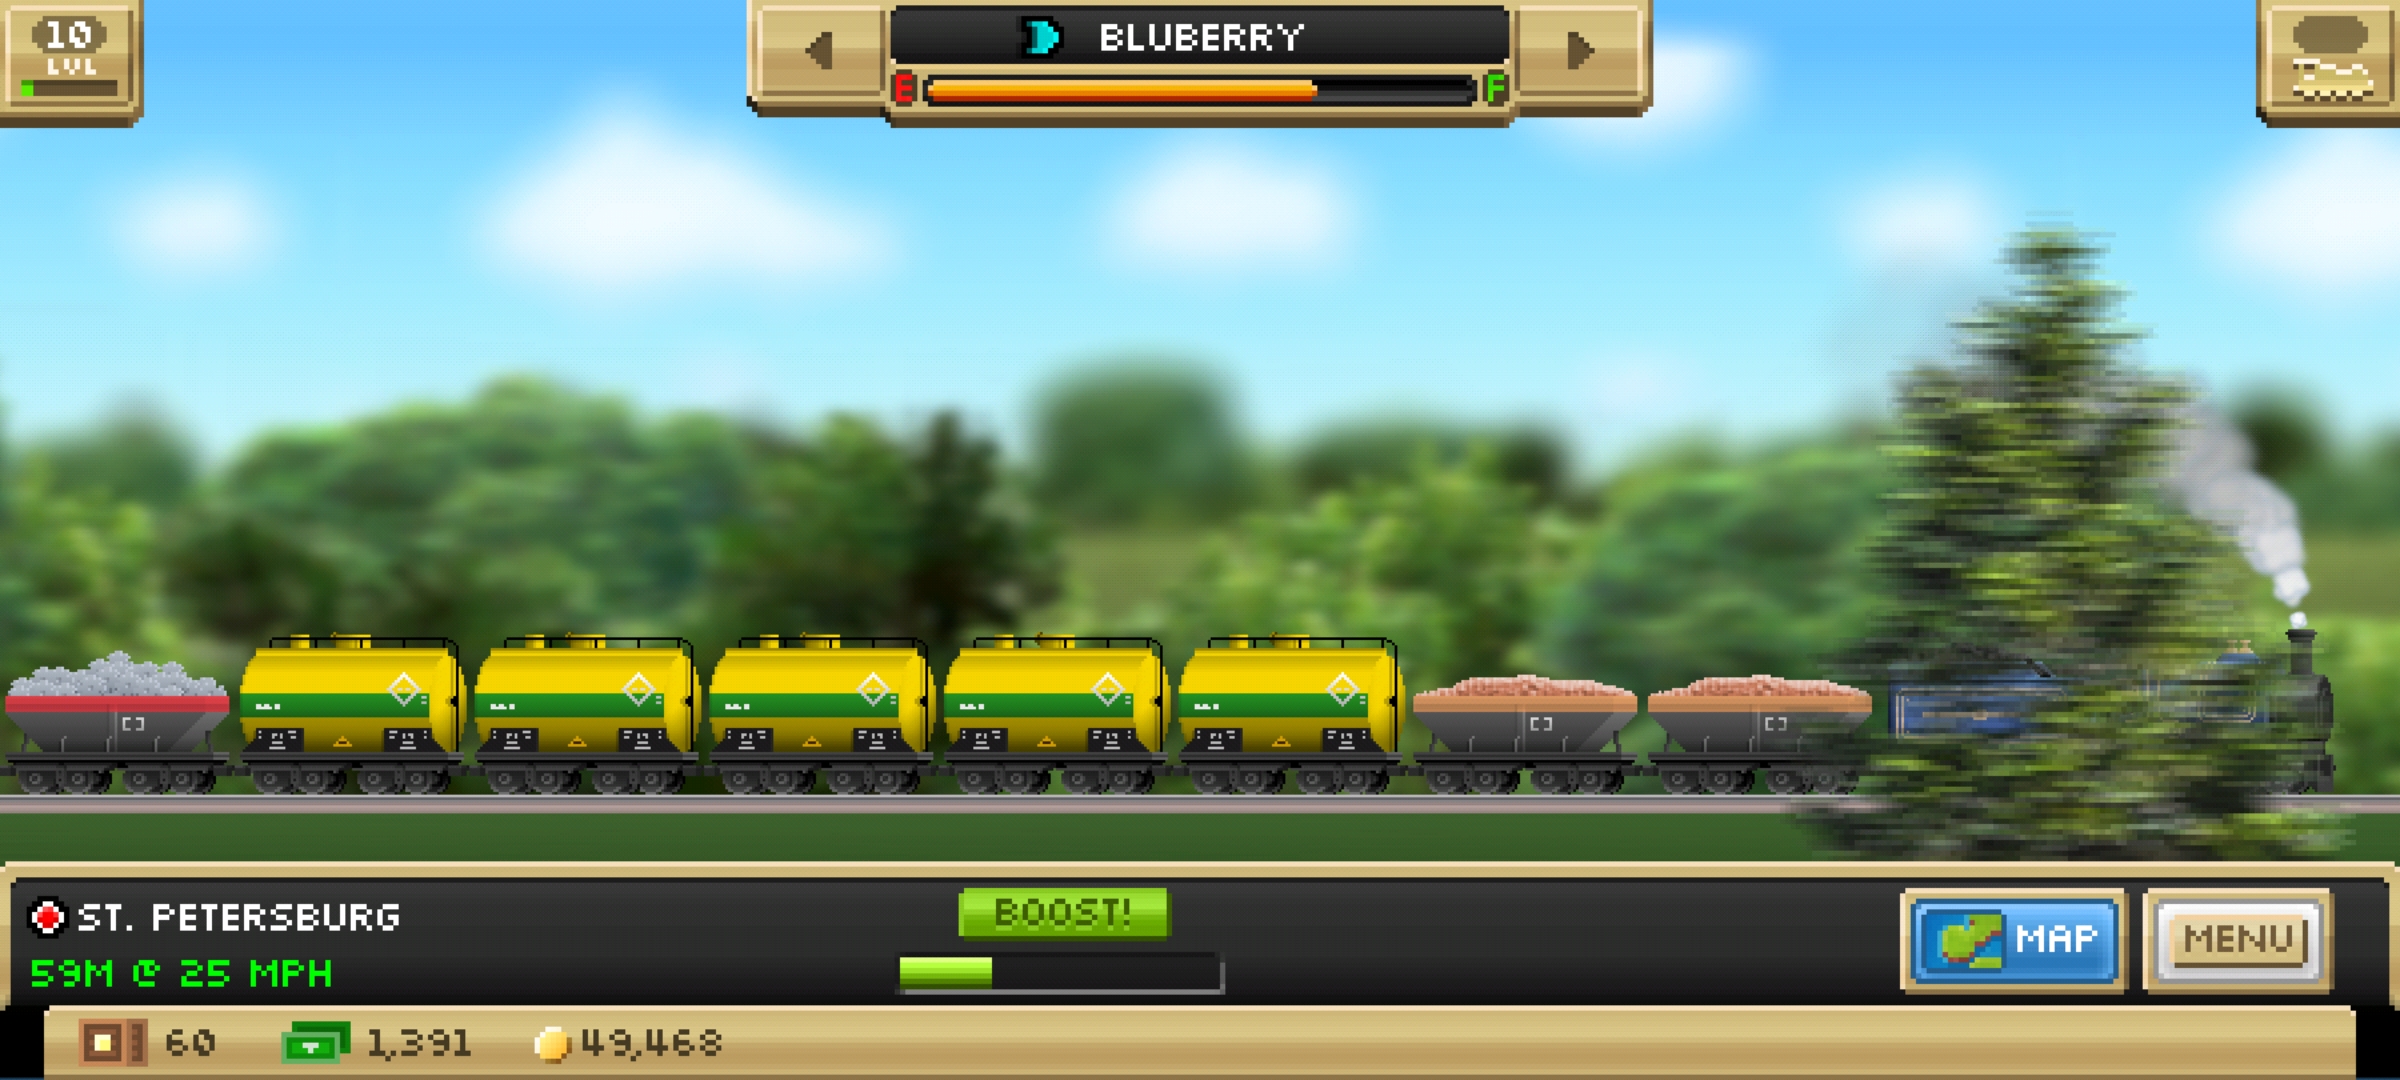 10
LVL
BLUBERRY
E F
ST. PETERSBURG
59M @ 25 MPH
BOOST!
MAP
MENU
60
1,391
49,468